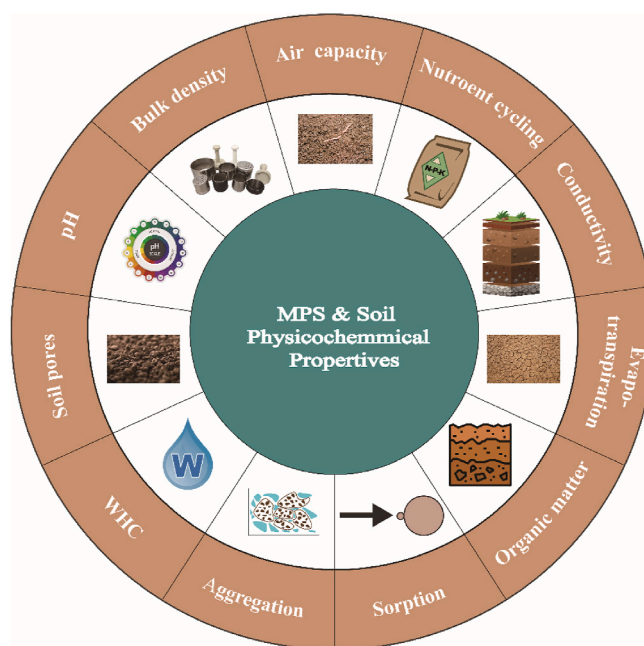 Air capacity
Nutroent cycling
Conductivity
Evapo-
transpiration
Organic matter
Sorption
Aggregation
WHC
Soil pores
pH
Bulk density
N-P-K
pH
W
MPS & Soil
Physicochemmical
Propertives